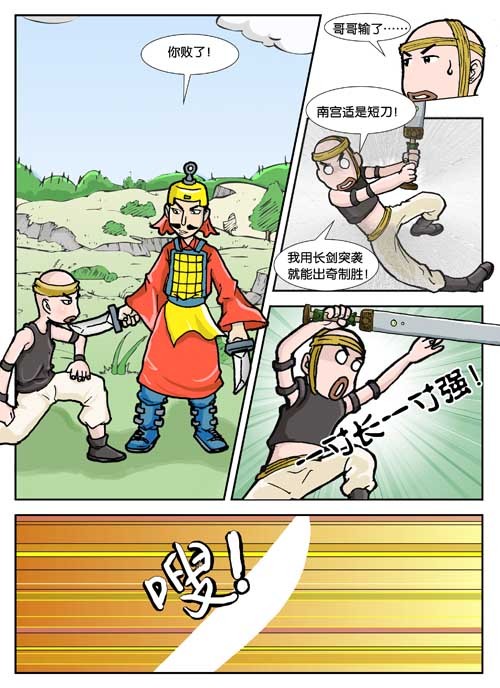 你败了！
哥哥输了……
南宫适是短刀！
我用长剑突袭
就能出奇制胜！
一寸长一寸强！
嗖！